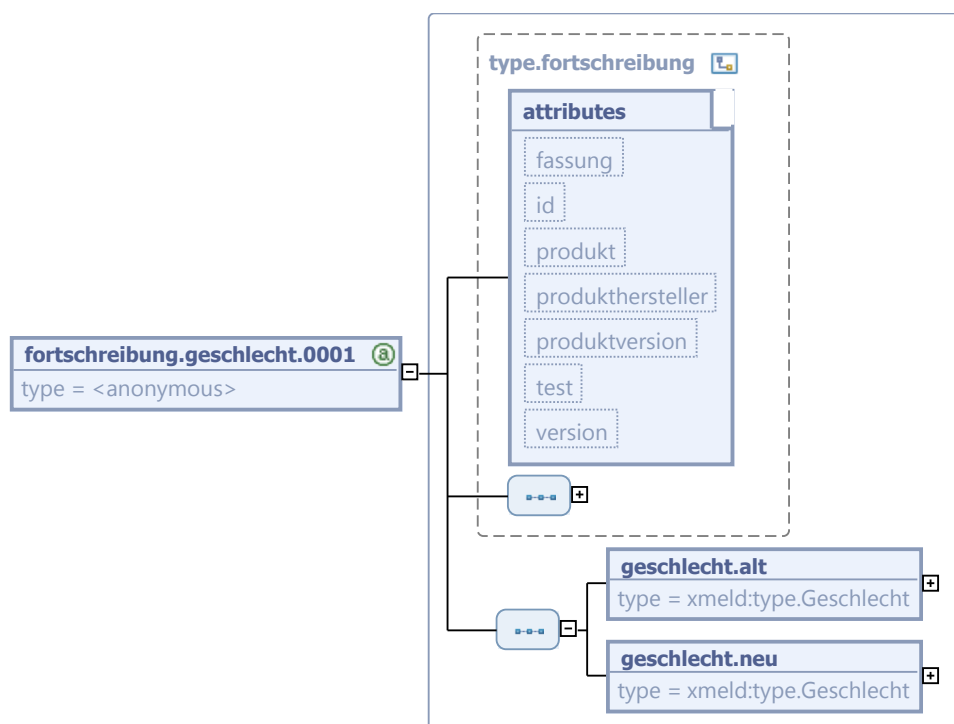 type.fortschreibung
attributes
fassung
id
produkt
produkthersteller
produktversion
test
version
fortschreibung.geschlecht.0001 a
type = <anonymous>
geschlecht.alt
type = xmeld:type.Geschlecht
geschlecht.neu
type = xmeld:type.Geschlecht